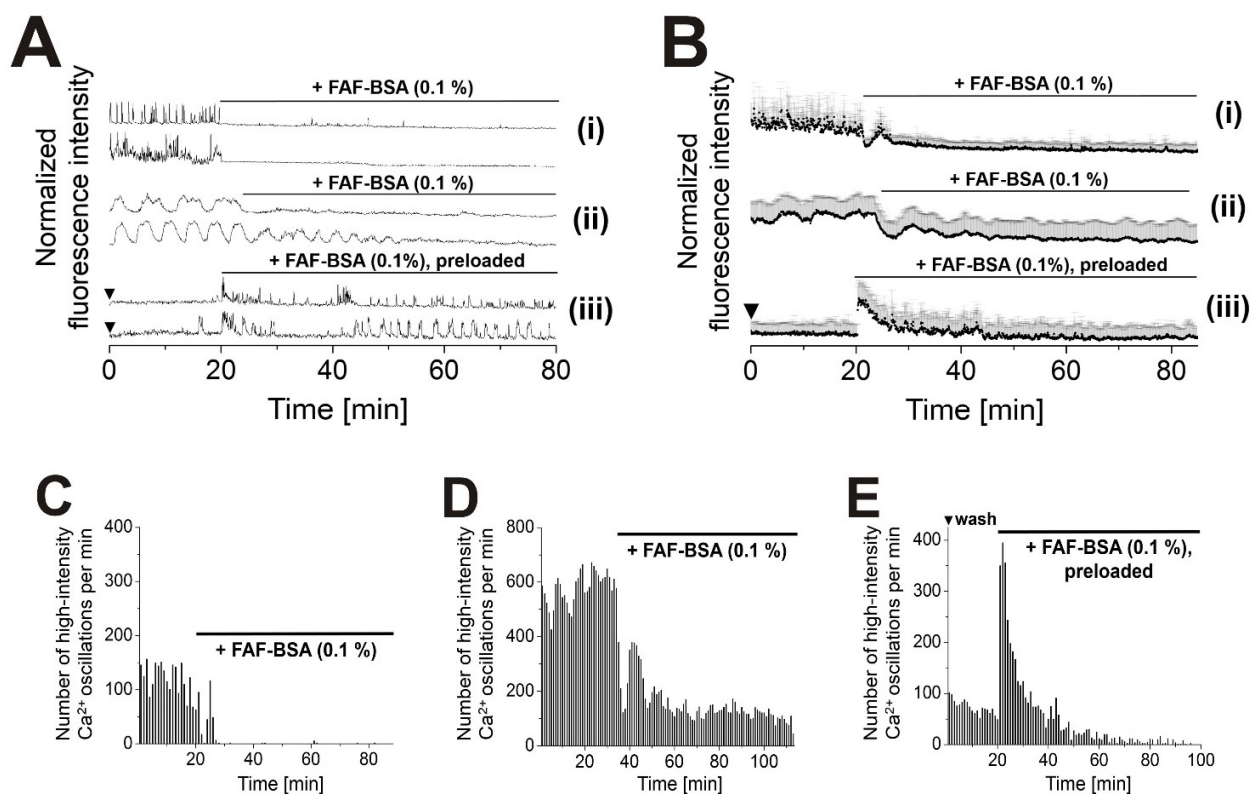 A
Normalized
fluorescence intensity
+ FAF-BSA (0.1 %)
(i)
+ FAF-BSA (0.1 %)
(ii)
+ FAF-BSA (0.1%), preloaded
(iii)
0 20 40 60 80
Time [min]
B
Normalized
fluorescence intensity
+ FAF-BSA (0.1 %)
(i)
+ FAF-BSA (0.1 %)
(ii)
+ FAF-BSA (0.1%), preloaded
(iii)
0 20 40 60 80
Time [min]
C
Number of high-intensity
Ca²⁺ oscillations per min
400
300
200
100
0
+ FAF-BSA (0.1 %)
0 20 40 60 80
Time [min]
D
Number of high-intensity
Ca²⁺ oscillations per min
800
600
400
200
0
+ FAF-BSA (0.1 %)
0 20 40 60 80 100
Time [min]
E
Number of high-intensity
Ca²⁺ oscillations per min
▼wash
400
300
200
100
0
+ FAF-BSA (0.1 %),
preloaded
0 20 40 60 80 100
Time [min]